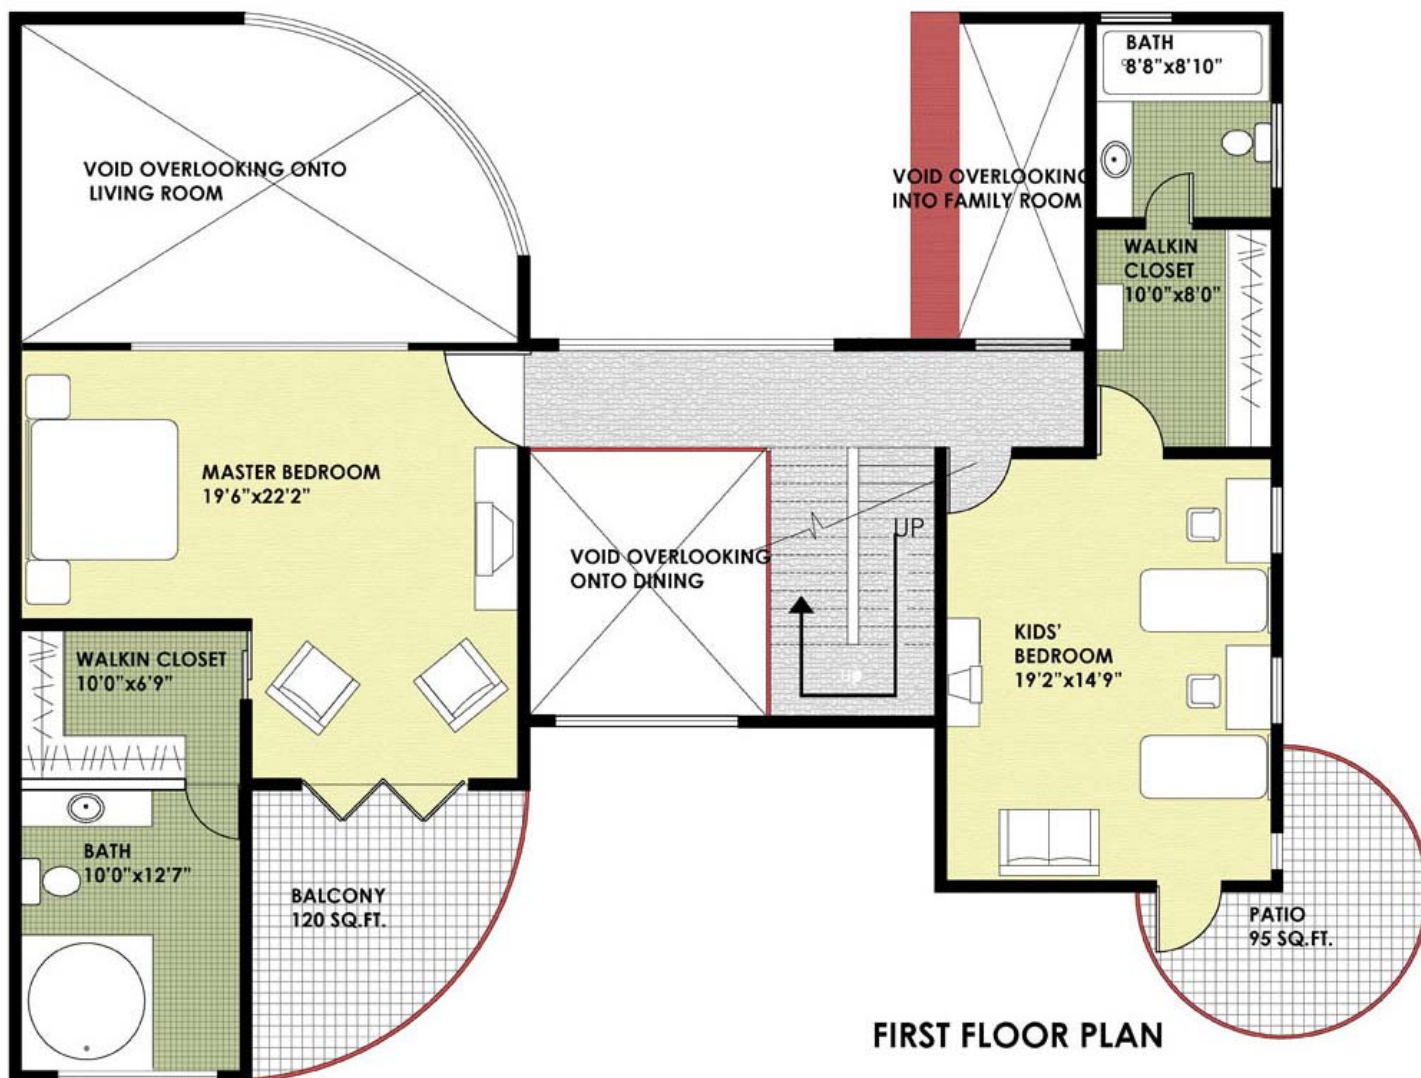 BATH
8'8"x8'10"
VOID OVERLOOKING ONTO
LIVING ROOM
VOID OVERLOOKING
INTO FAMILY ROOM
WALKIN
CLOSET
10'0"x8'0"
MASTER BEDROOM
19'6"x22'2"
UP
VOID OVERLOOKING
ONTO DINING
KIDS'
BEDROOM
19'2"x14'9"
WALKIN CLOSET
10'0"x6'9"
UP
BATH
10'0"x12'7"
BALCONY
120 SQ.FT.
PATIO
95 SQ.FT.
FIRST FLOOR PLAN